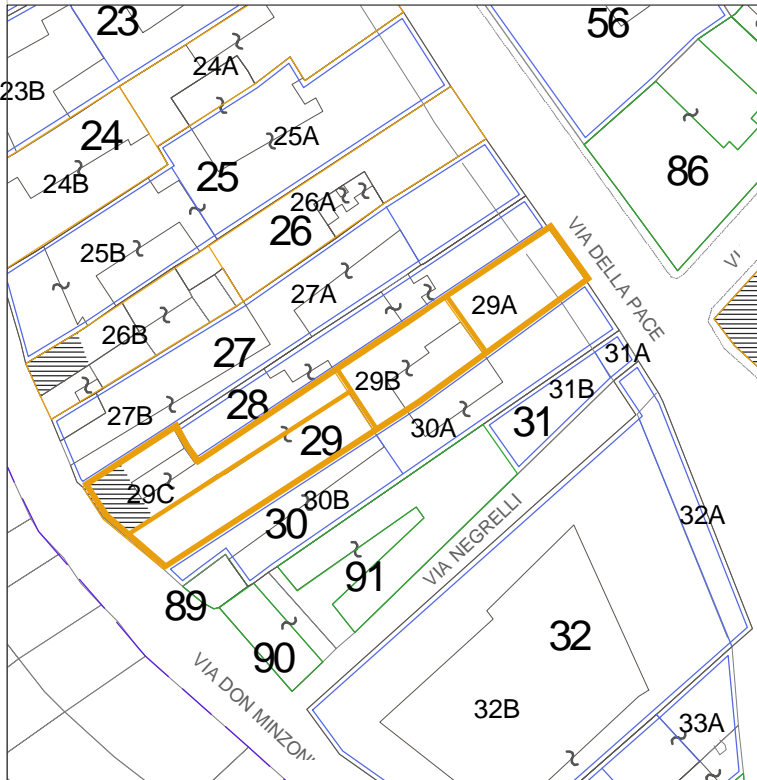 23
56
24A
23B
24
25A
86
24B
25
26A
26
VIA DELLA PACE
25B
VI
27A
29A
26B
27
31A
29B
31B
28
27B
31
30A
29
29C
30B
32A
30
VIA NEGRELLI
91
89
32
90
VIA DON MINZONI
32B
33A